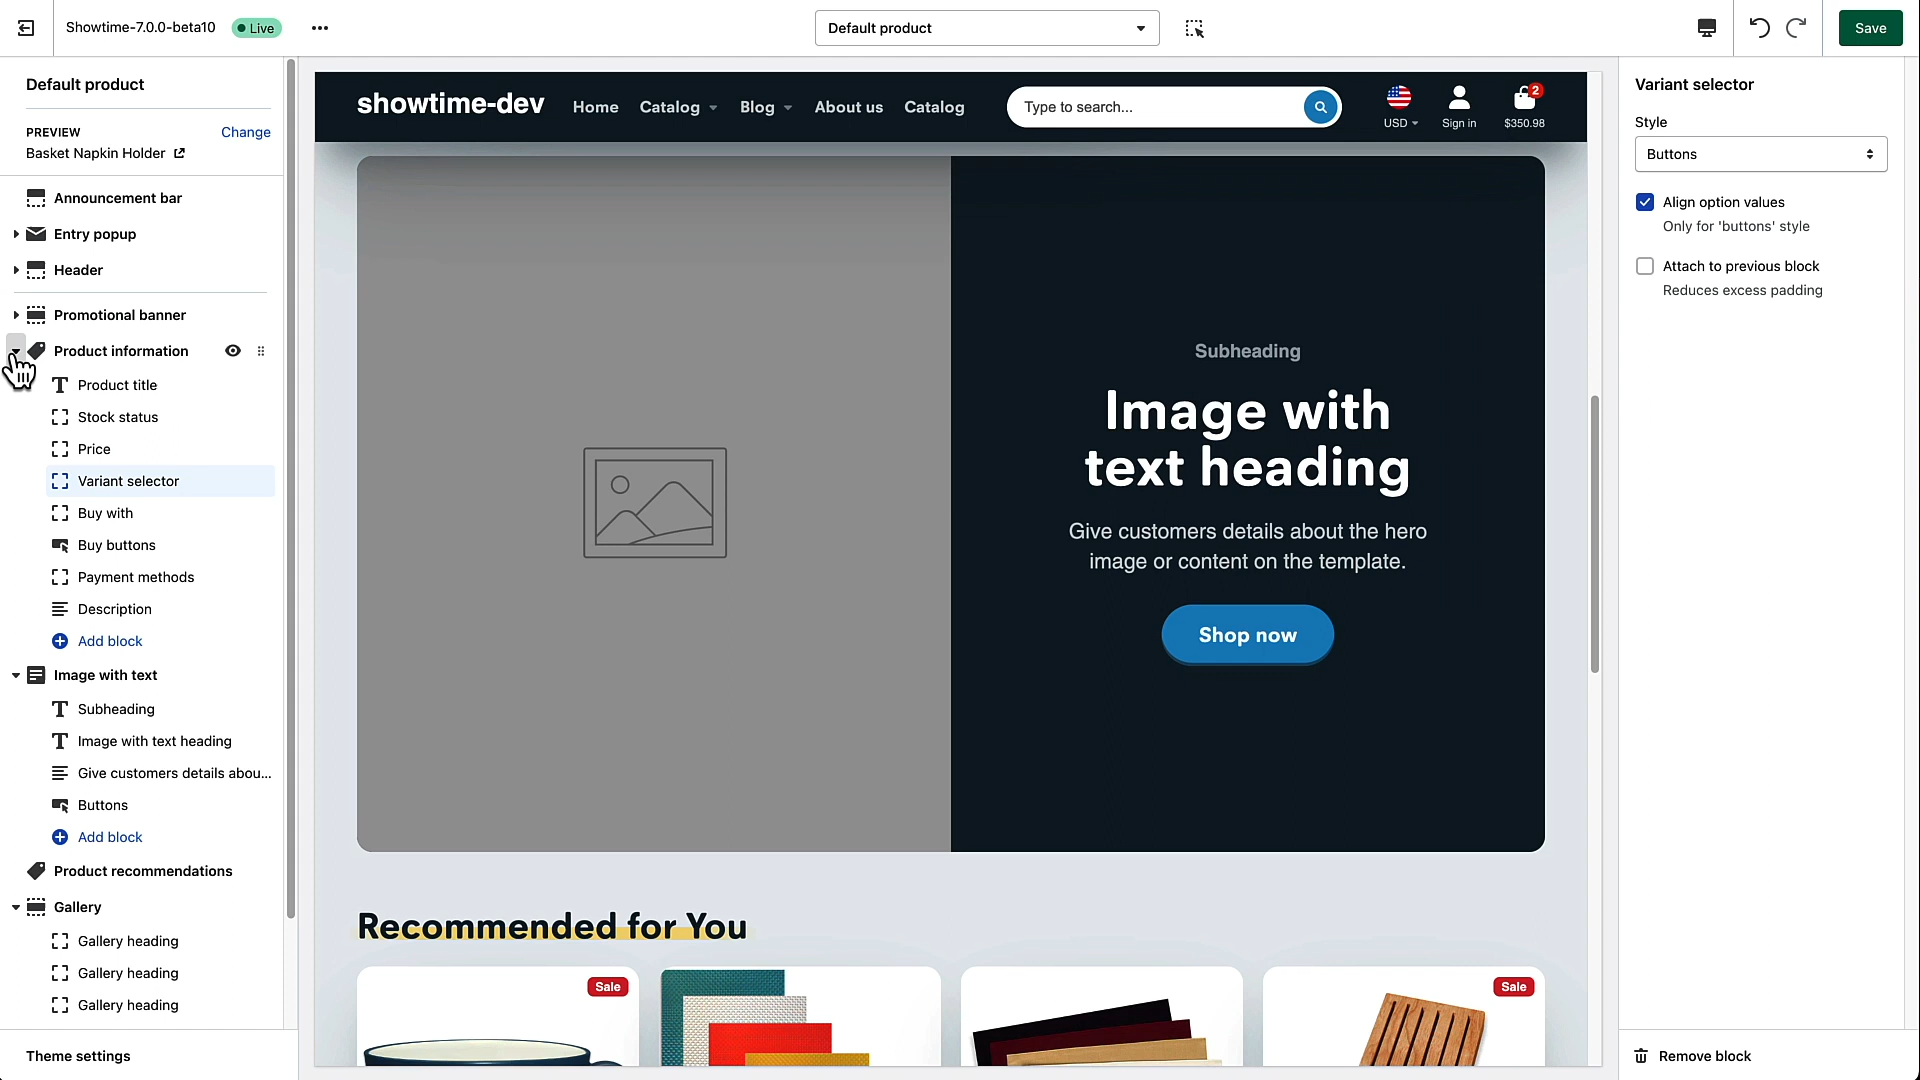 Showtime-7.0.0-beta10
Live
Default product
Save
Default product
PREVIEW
Change
Basket Napkin Holder
Announcement bar
Entry popup
Header
Promotional banner
Product information
Product title
Stock status
Price
Variant selector
Buy with
Buy buttons
Payment methods
Description
Add block
Image with text
Subheading
Image with text heading
Give customers details abou...
Buttons
Add block
Product recommendations
Gallery
Gallery heading
Gallery heading
Gallery heading
Theme settings
showtime-dev
Home
Catalog
Blog
About us
Catalog
Type to search...
USD
Sign in
2
$350.98
Subheading
Image with
text heading
Give customers details about the hero
image or content on the template.
Shop now
Recommended for You
Sale
Sale
Variant selector
Style
Buttons
Align option values
Only for 'buttons' style
Attach to previous block
Reduces excess padding
Remove block